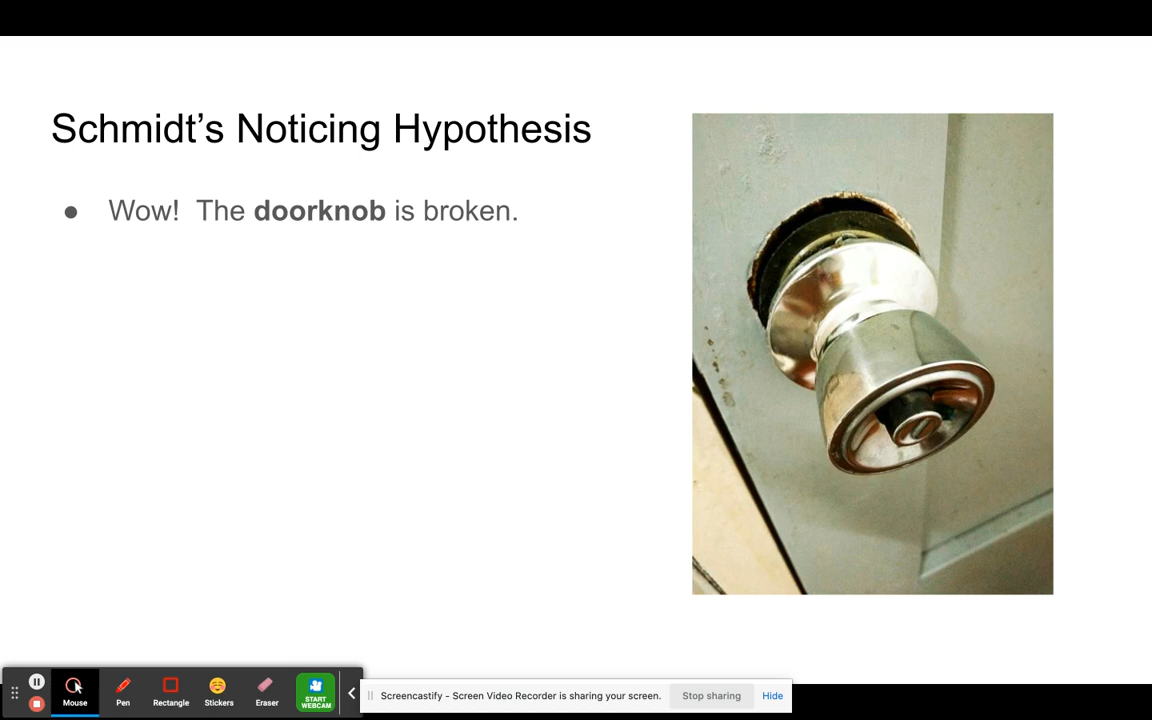 Schmidt’s Noticing Hypothesis
● Wow!  The doorknob is broken.
Mouse
Pen
Rectangle
Stickers
Eraser
START
WEBCAM
Screencastify - Screen Video Recorder is sharing your screen.
Stop sharing
Hide